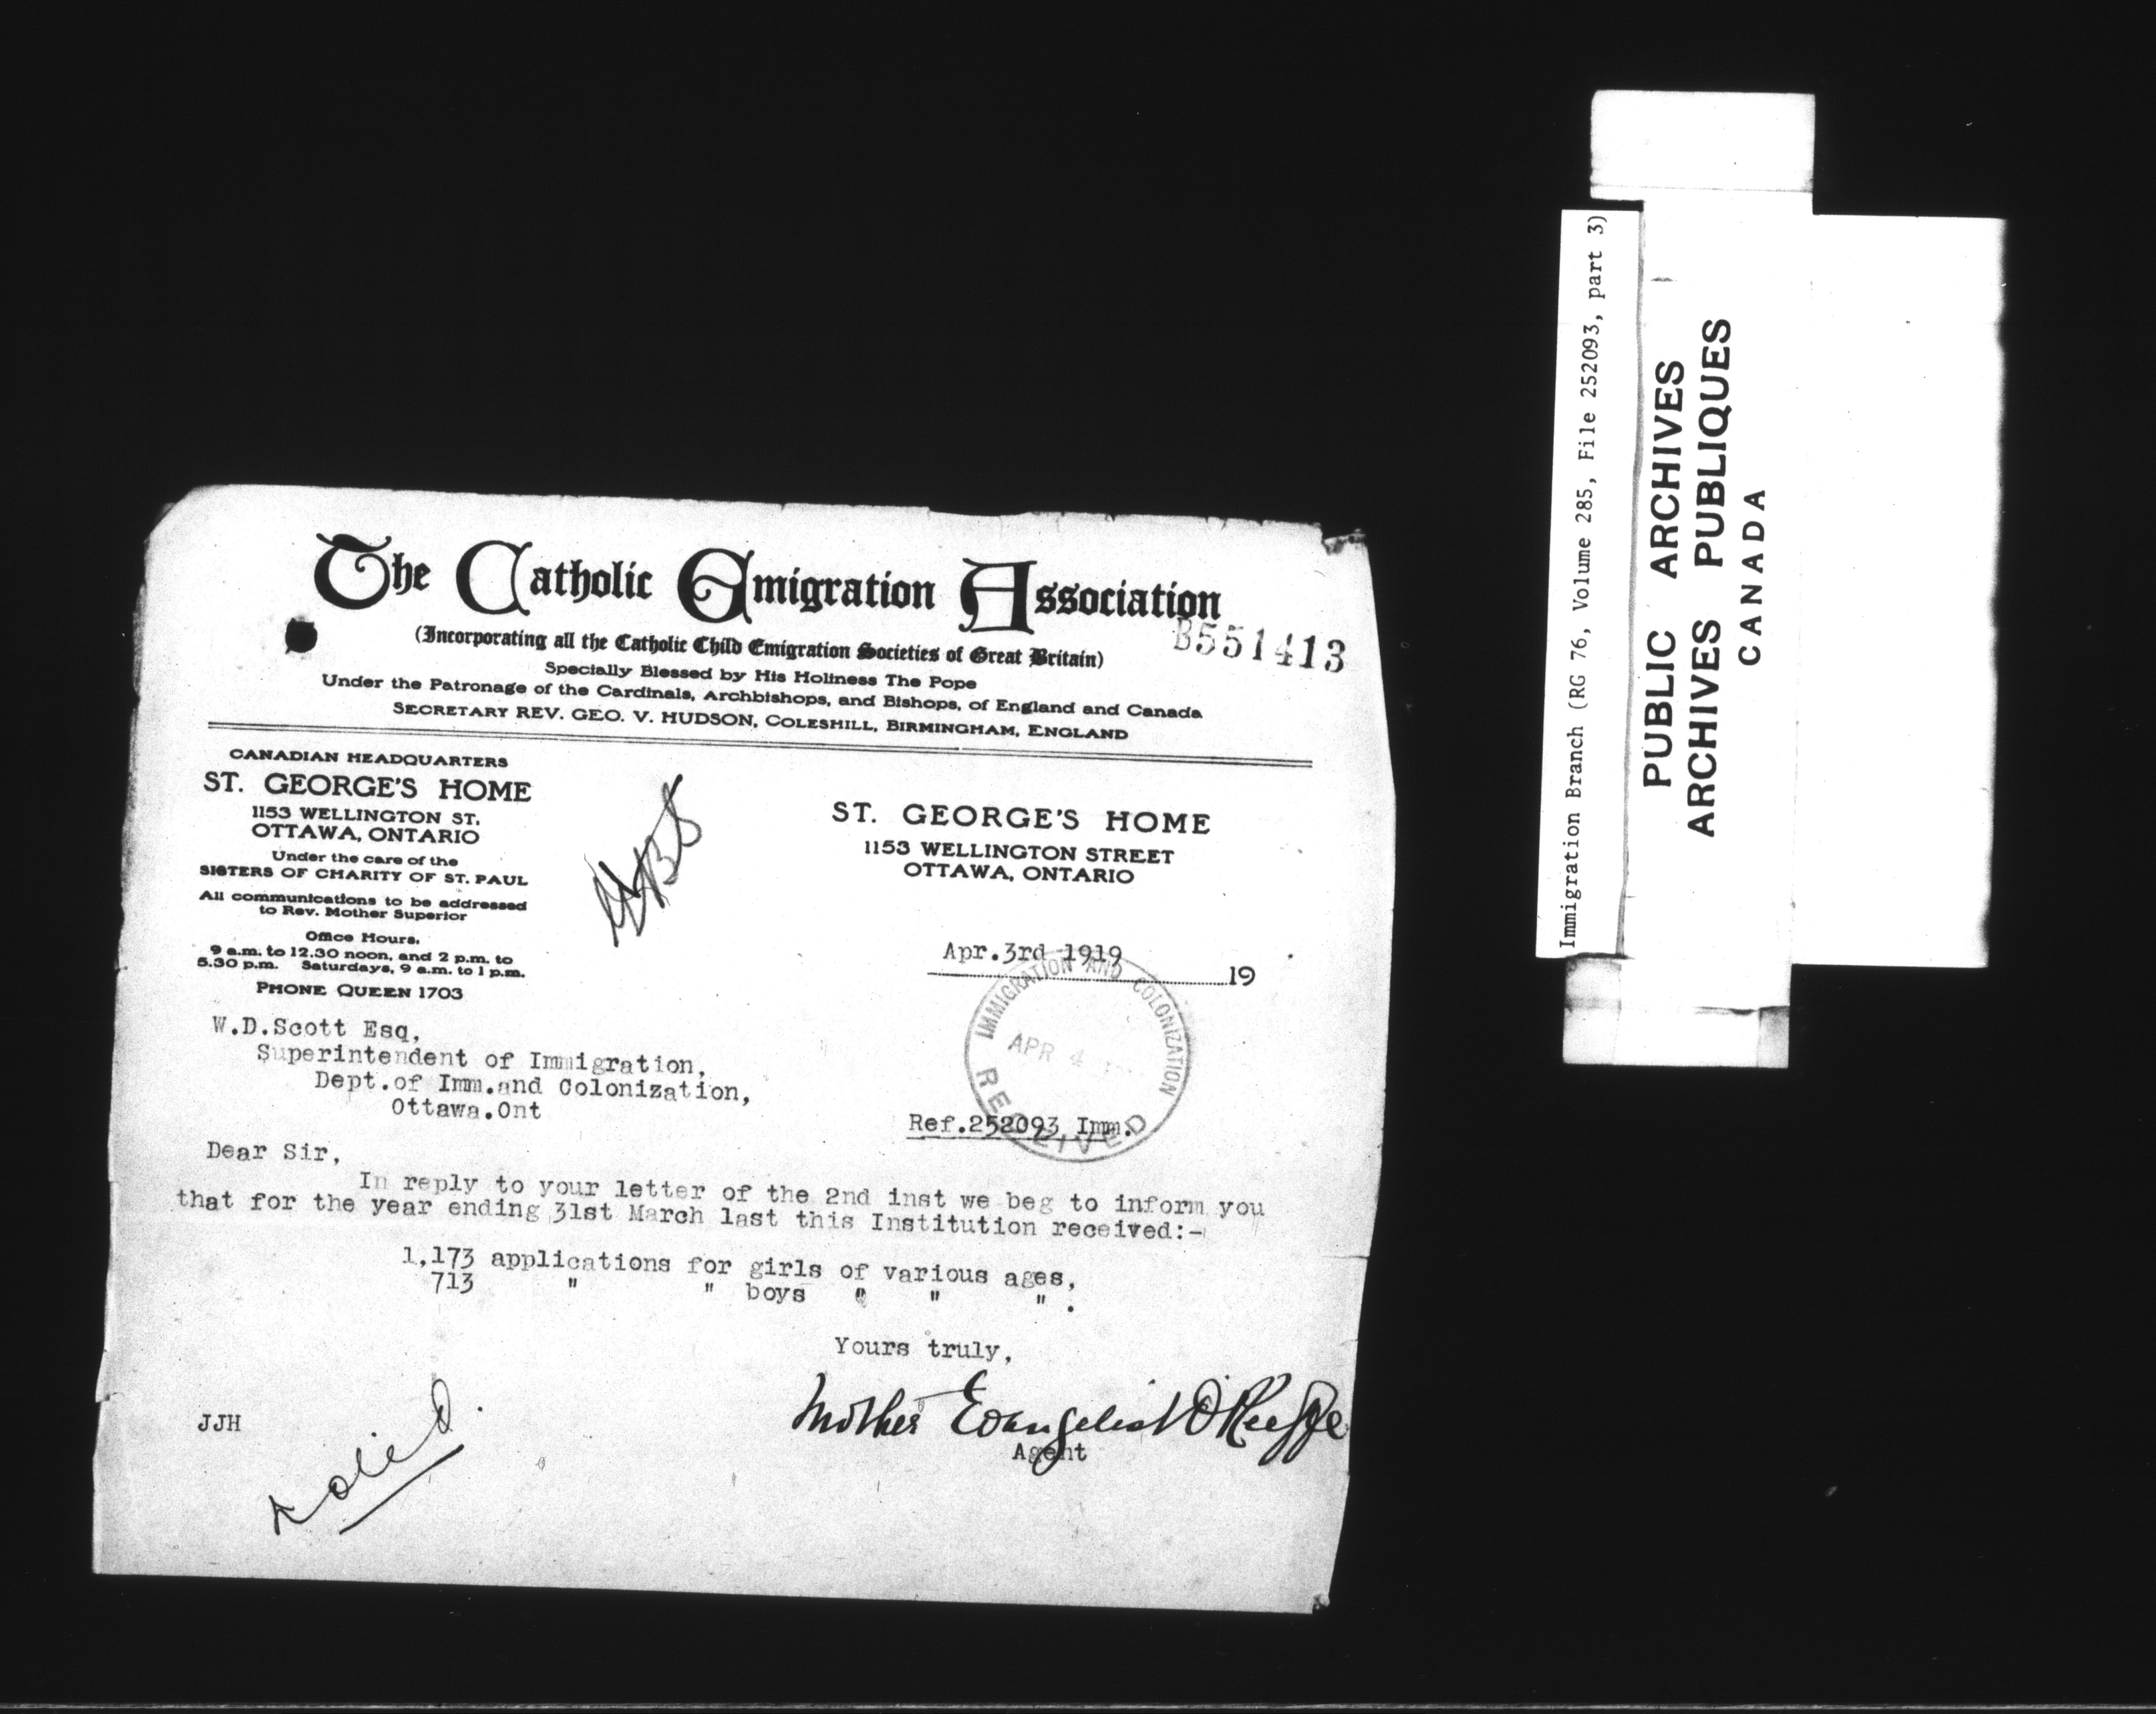 The Catholic Emigration Association
(Incorporating all the Catholic Child Emigration Societies of Great Britain)
B551413
Specially Blessed by His Holiness The Pope
Under the Patronage of the Cardinals, Archbishops, and Bishops, of England and Canada
SECRETARY REV. GEO. V. HUDSON, COLESHILL, BIRMINGHAM, ENGLAND
CANADIAN HEADQUARTERS
ST. GEORGE'S HOME
1153 WELLINGTON ST.
OTTAWA, ONTARIO
Under the care of the
SISTERS OF CHARITY OF ST. PAUL
All communications to be addressed
to Rev. Mother Superior
Office Hours.
9 a.m. to 12.30 noon, and 2 p.m. to
5.30 p.m. Saturdays, 9 a.m. to 1 p.m.
PHONE QUEEN 1703
ST. GEORGE'S HOME
1153 WELLINGTON STREET
OTTAWA, ONTARIO
Apr.3rd 1919
19
IMMIGRATION AND COLONIZATION
APR 4
RECEIVED
W.D.Scott Esq,
Superintendent of Immigration,
Dept.of Imm.and Colonization,
Ottawa.Ont
Ref.252093 Imm.
Dear Sir,
In reply to your letter of the 2nd inst we beg to inform you
that for the year ending 31st March last this Institution received:-
1,173 applications for girls of various ages,
713 " " boys " " " .
Yours truly,
Mother Evangelist O'Keeffe
Agent
JJH
Immigration Branch (RG 76, Volume 285, File 252093, part 3)
PUBLIC ARCHIVES
ARCHIVES PUBLIQUES
CANADA